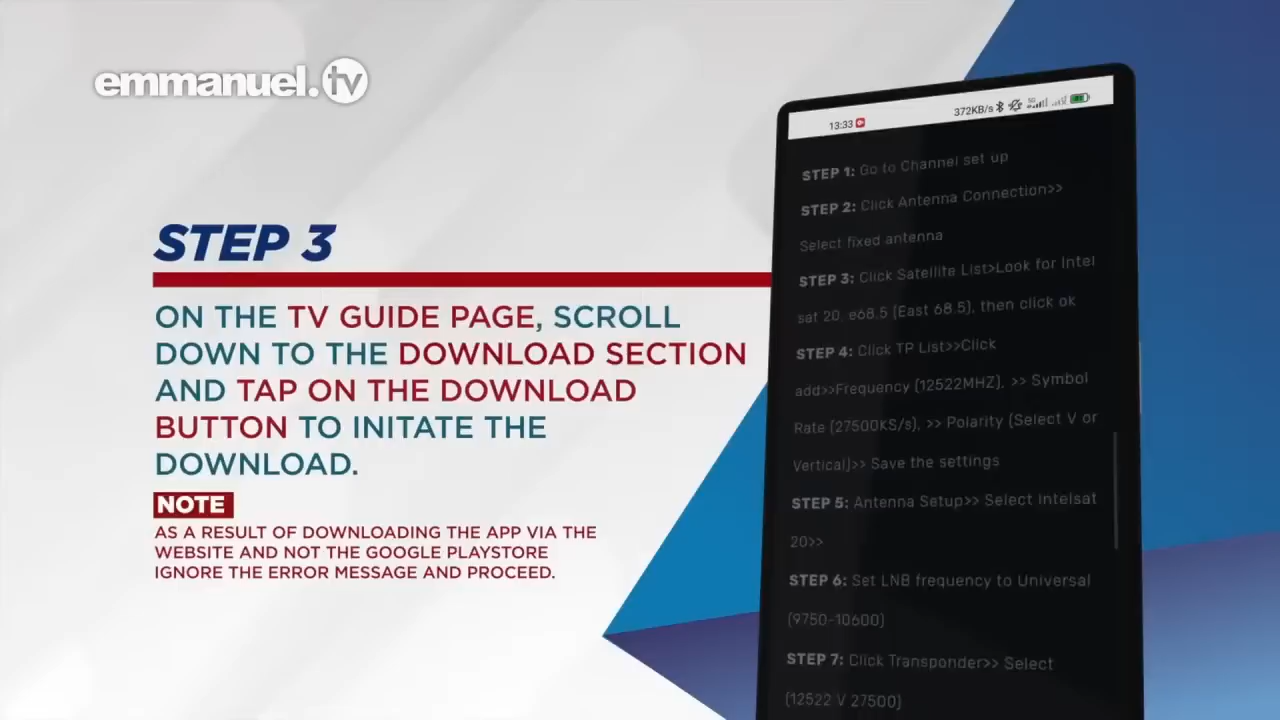 emmanuel.tv
STEP 3
ON THE TV GUIDE PAGE, SCROLL
DOWN TO THE DOWNLOAD SECTION
AND TAP ON THE DOWNLOAD
BUTTON TO INITATE THE
DOWNLOAD.
NOTE
AS A RESULT OF DOWNLOADING THE APP VIA THE
WEBSITE AND NOT THE GOOGLE PLAYSTORE
IGNORE THE ERROR MESSAGE AND PROCEED.
13:33 372KB/s 5G
STEP 1: Go to Channel set up
STEP 2: Click Antenna Connection>>
Select fixed antenna
STEP 3: Click Satellite List>Look for Intel
sat 20, e68.5 (East 68.5), then click ok
STEP 4: Click TP List>>Click
add>>Frequency (12522MHZ), >> Symbol
Rate (27500KS/s), >> Polarity (Select V or
Vertical)>> Save the settings
STEP 5: Antenna Setup>> Select Intelsat
20>>
STEP 6: Set LNB frequency to Universal
(9750-10600)
STEP 7: Click Transponder>> Select
(12522 V 27500)